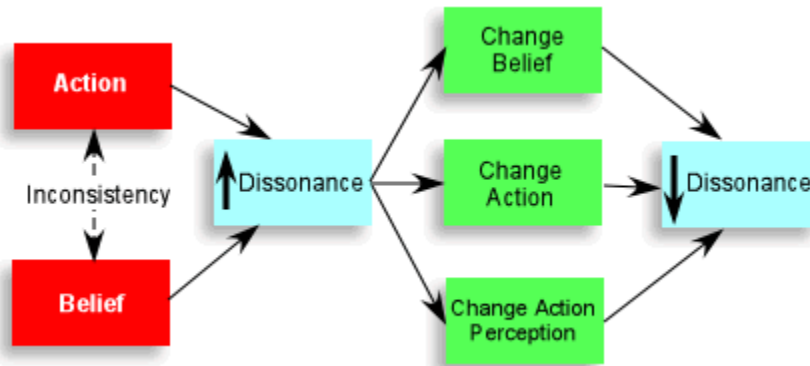 Action
Inconsistency
Belief
Dissonance
Change
Belief
Change
Action
Change Action
Perception
Dissonance